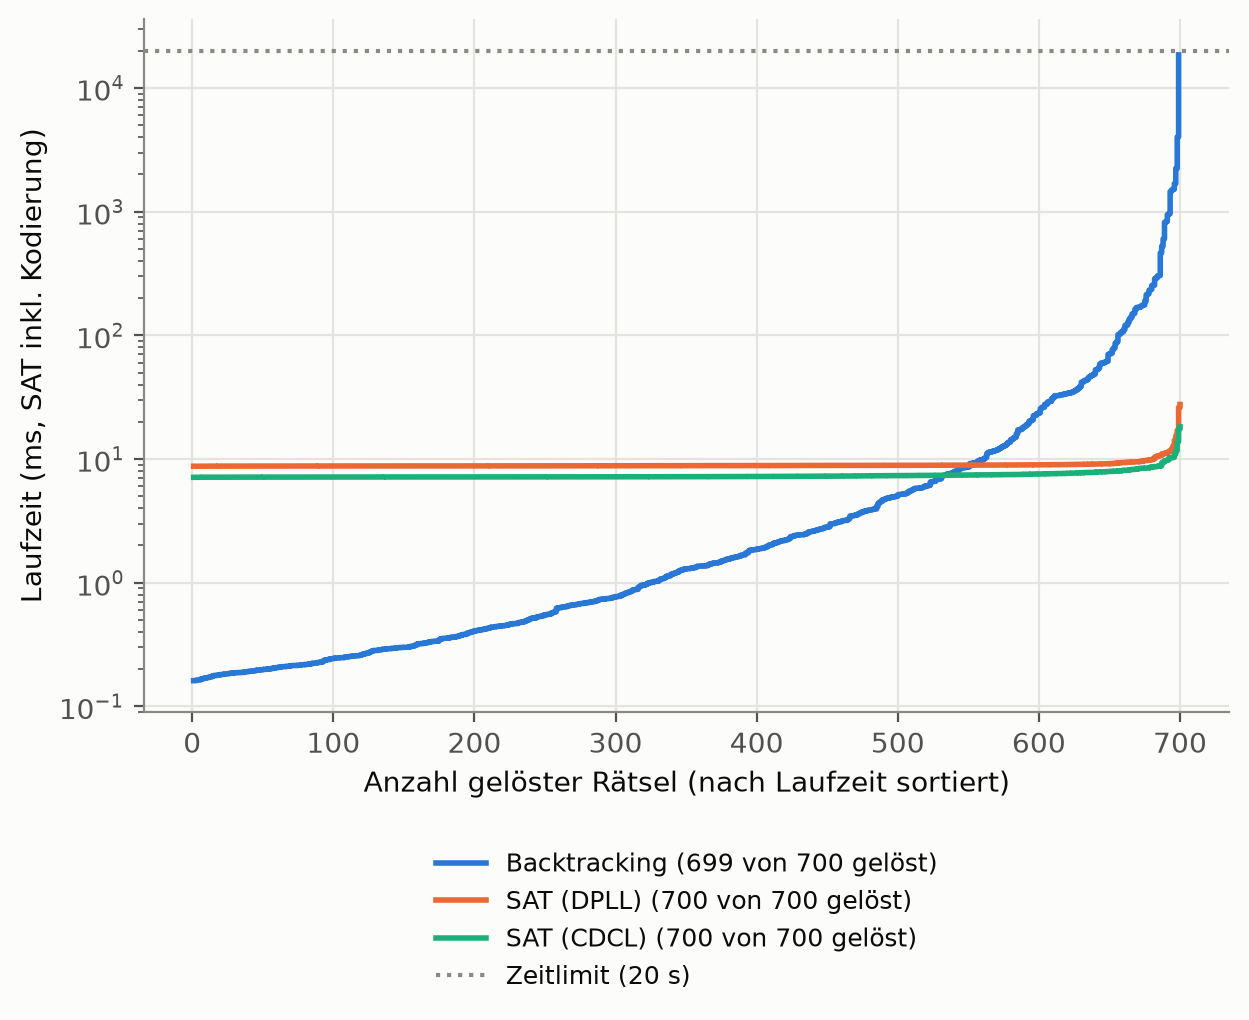 Laufzeit (ms, SAT inkl. Kodierung)
10⁴
10³
10²
10¹
10⁰
10⁻¹
0 100 200 300 400 500 600 700
Anzahl gelöster Rätsel (nach Laufzeit sortiert)
Backtracking (699 von 700 gelöst)
SAT (DPLL) (700 von 700 gelöst)
SAT (CDCL) (700 von 700 gelöst)
Zeitlimit (20 s)